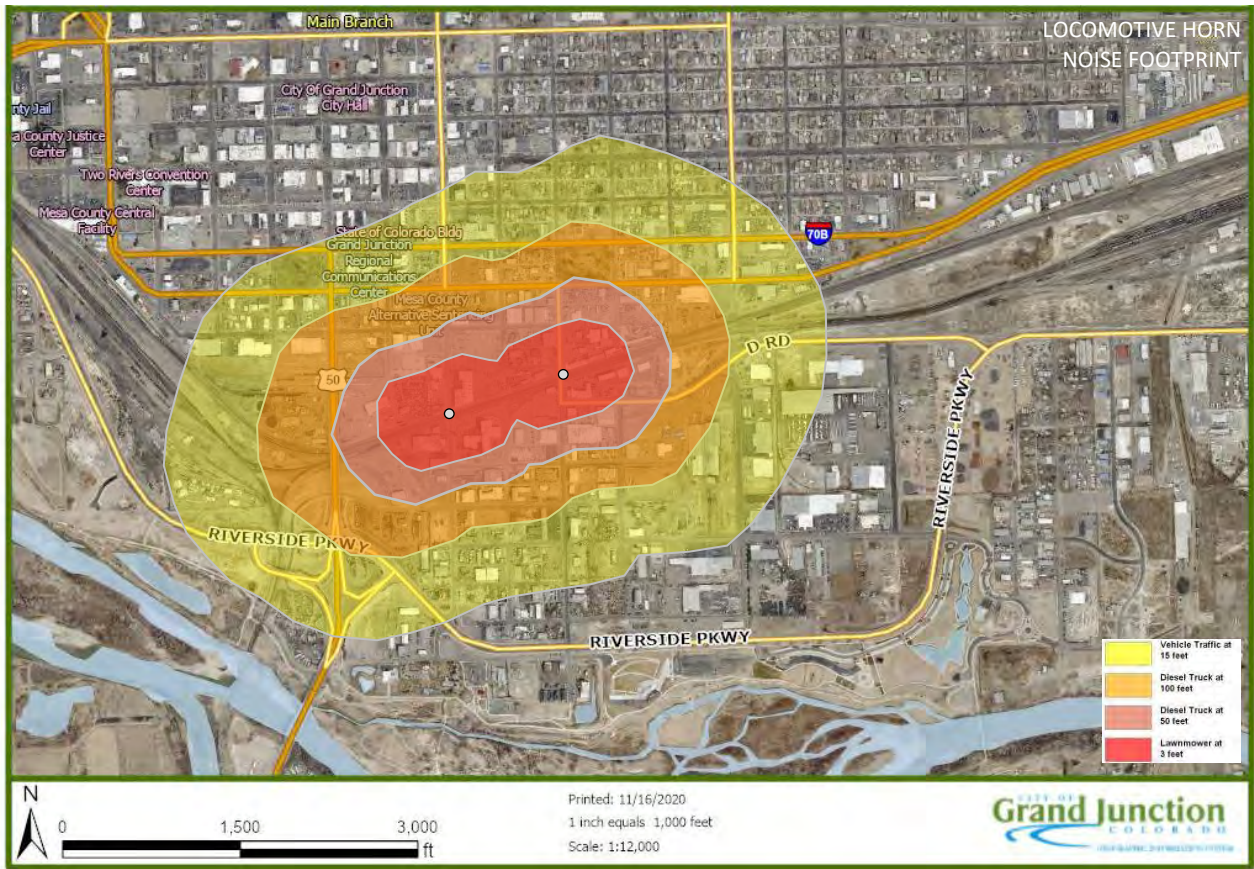 Main Branch
LOCOMOTIVE HORN
NOISE FOOTPRINT
City Of Grand Junction
City Hall
nty Jail
a County Justice
Center
Two Rivers Convention
Center
Mesa County Central
Facility
State of Colorado Bldg
Grand Junction
Regional
Communications
Center
Mesa County
Alternative Sentencing
70B
50
D RD
RIVERSIDE PKWY
RIVERSIDE PKWY
RIVERSIDE PKWY
Vehicle Traffic at
15 feet
Diesel Truck at
100 feet
Diesel Truck at
50 feet
Lawnmower at
3 feet
N
0 1,500 3,000
ft
Printed: 11/16/2020
1 inch equals 1,000 feet
Scale: 1:12,000
CITY OF
Grand Junction
COLORADO